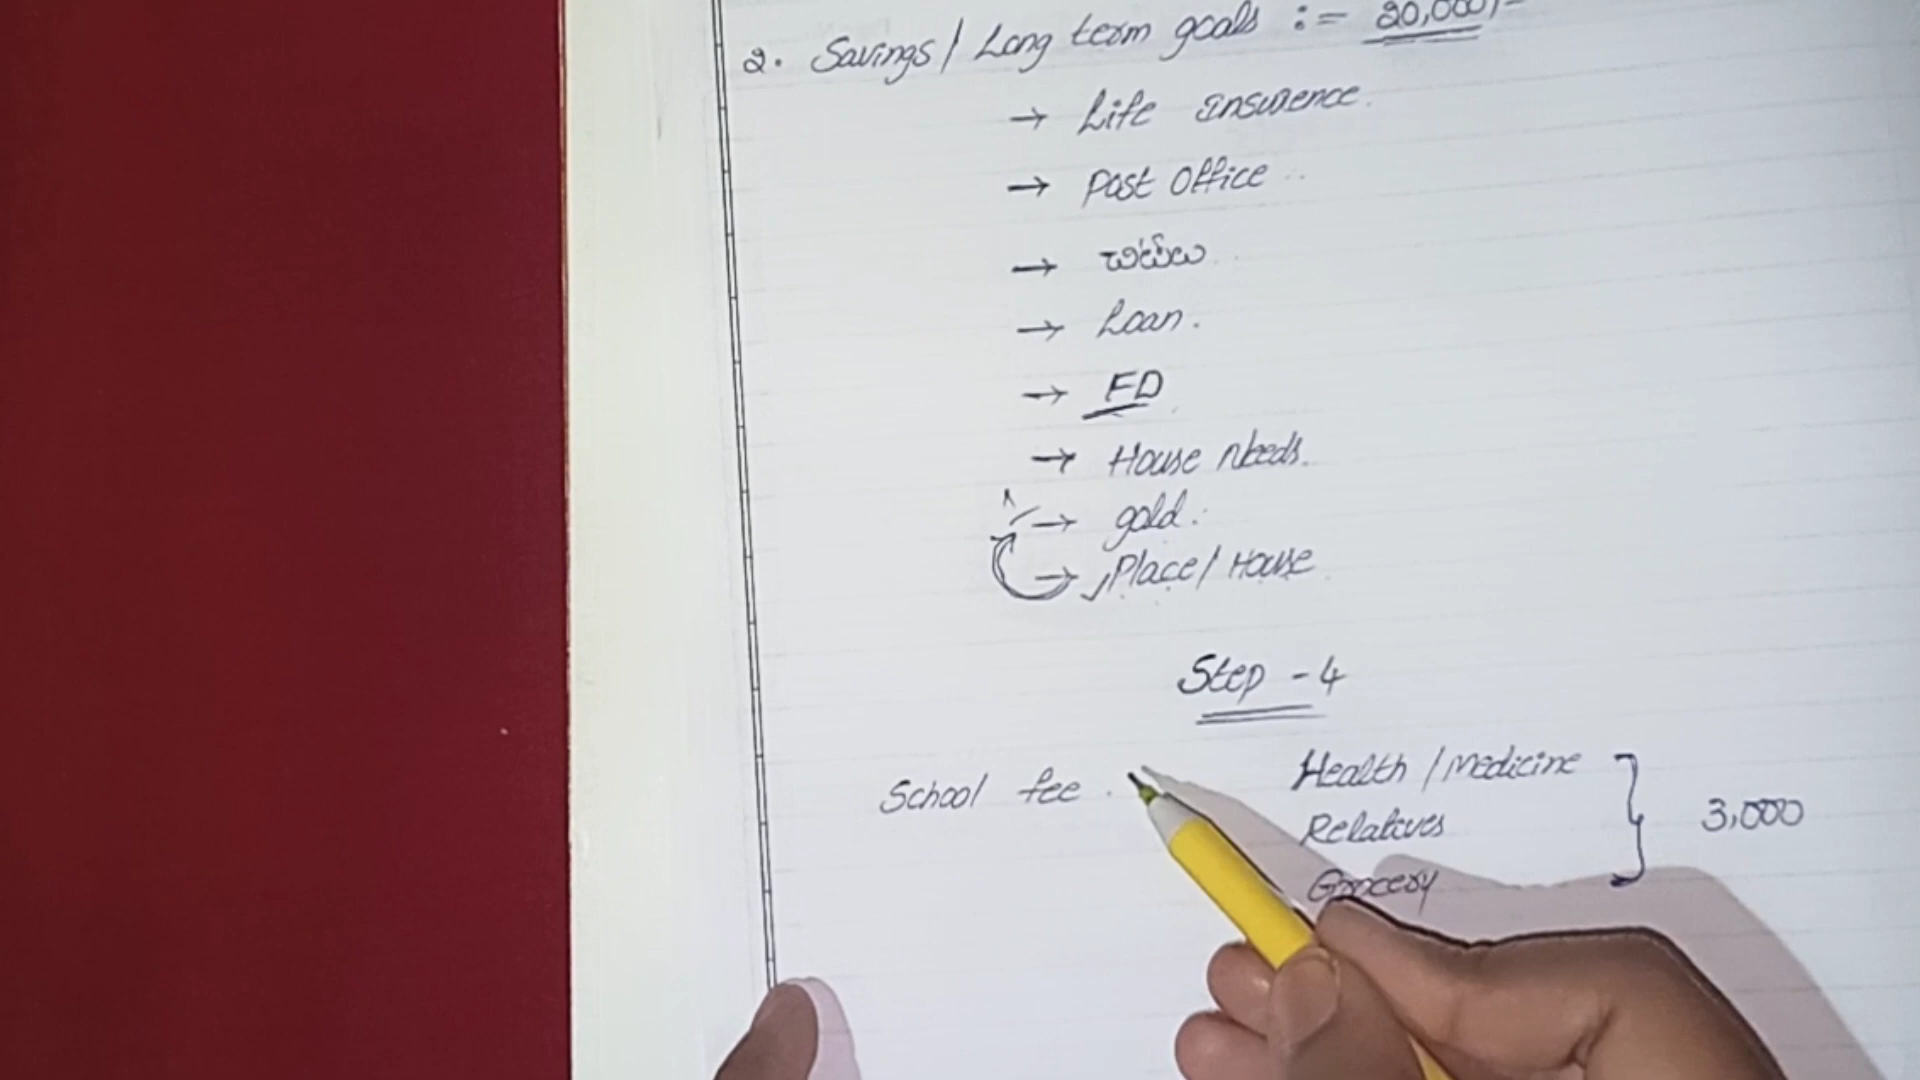 2. Savings / Long term goals := 20,000/-
→ Life Insurence.
→ Post Office..
→
→ Loan.
→ FD
→ House needs.
→ gold.
→ Place / House
Step - 4
School fee.
Health / Medicine
Relatives
Grocery
3,000